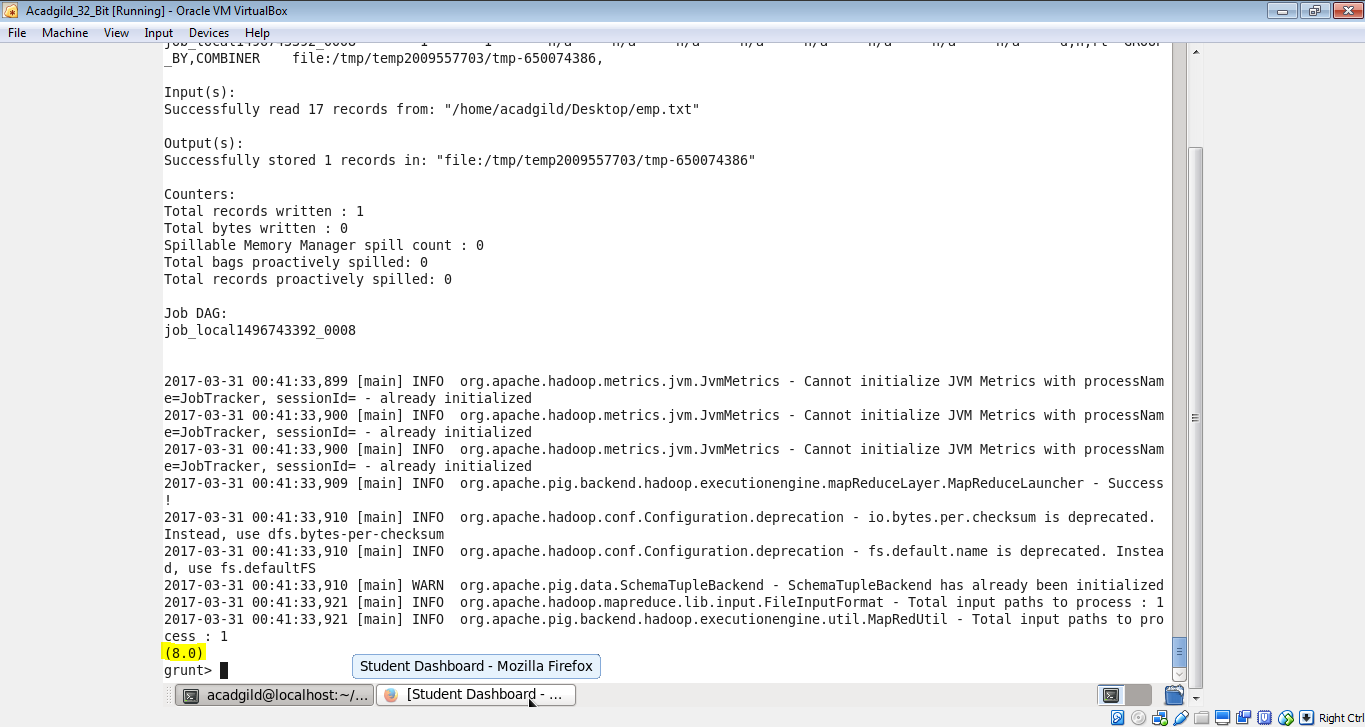 Acadgild_32_Bit [Running] - Oracle VM VirtualBox
File Machine View Input Devices Help
job_local1496743392_0008 1 1 n/a n/a n/a n/a n/a n/a n/a n/a d,n,rt GROUP
_BY,COMBINER file:/tmp/temp2009557703/tmp-650074386,
Input(s):
Successfully read 17 records from: "/home/acadgild/Desktop/emp.txt"
Output(s):
Successfully stored 1 records in: "file:/tmp/temp2009557703/tmp-650074386"
Counters:
Total records written : 1
Total bytes written : 0
Spillable Memory Manager spill count : 0
Total bags proactively spilled: 0
Total records proactively spilled: 0
Job DAG:
job_local1496743392_0008
2017-03-31 00:41:33,899 [main] INFO  org.apache.hadoop.metrics.jvm.JvmMetrics - Cannot initialize JVM Metrics with processNam
e=JobTracker, sessionId= - already initialized
2017-03-31 00:41:33,900 [main] INFO  org.apache.hadoop.metrics.jvm.JvmMetrics - Cannot initialize JVM Metrics with processNam
e=JobTracker, sessionId= - already initialized
2017-03-31 00:41:33,900 [main] INFO  org.apache.hadoop.metrics.jvm.JvmMetrics - Cannot initialize JVM Metrics with processNam
e=JobTracker, sessionId= - already initialized
2017-03-31 00:41:33,909 [main] INFO  org.apache.pig.backend.hadoop.executionengine.mapReduceLayer.MapReduceLauncher - Success
!
2017-03-31 00:41:33,910 [main] INFO  org.apache.hadoop.conf.Configuration.deprecation - io.bytes.per.checksum is deprecated.
Instead, use dfs.bytes-per-checksum
2017-03-31 00:41:33,910 [main] INFO  org.apache.hadoop.conf.Configuration.deprecation - fs.default.name is deprecated. Instea
d, use fs.defaultFS
2017-03-31 00:41:33,910 [main] WARN  org.apache.pig.data.SchemaTupleBackend - SchemaTupleBackend has already been initialized
2017-03-31 00:41:33,921 [main] INFO  org.apache.hadoop.mapreduce.lib.input.FileInputFormat - Total input paths to process : 1
2017-03-31 00:41:33,921 [main] INFO  org.apache.pig.backend.hadoop.executionengine.util.MapRedUtil - Total input paths to pro
cess : 1
(8.0)
grunt>
Student Dashboard - Mozilla Firefox
acadgild@localhost:~/...
[Student Dashboard - ...
Right Ctrl